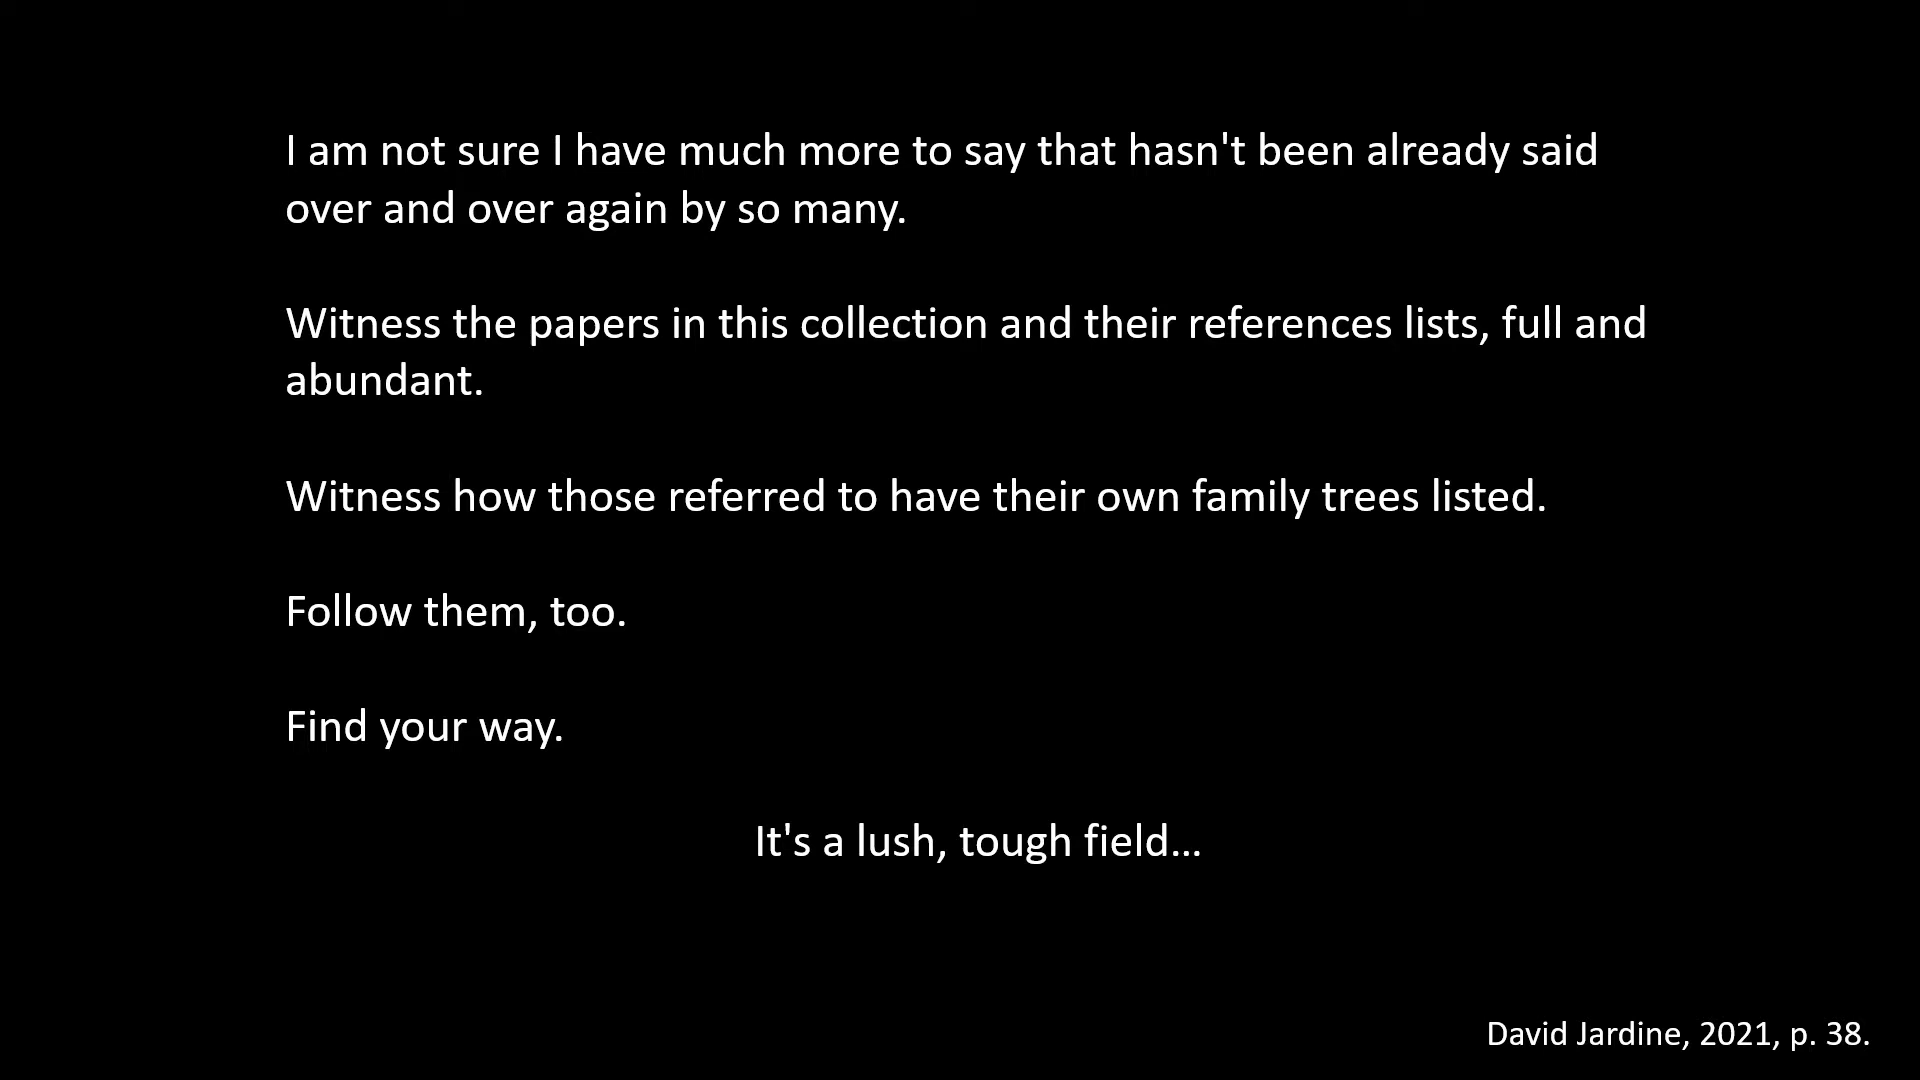 I am not sure I have much more to say that hasn't been already said
over and over again by so many.
Witness the papers in this collection and their references lists, full and
abundant.
Witness how those referred to have their own family trees listed.
Follow them, too.
Find your way.
It's a lush, tough field...
David Jardine, 2021, p. 38.